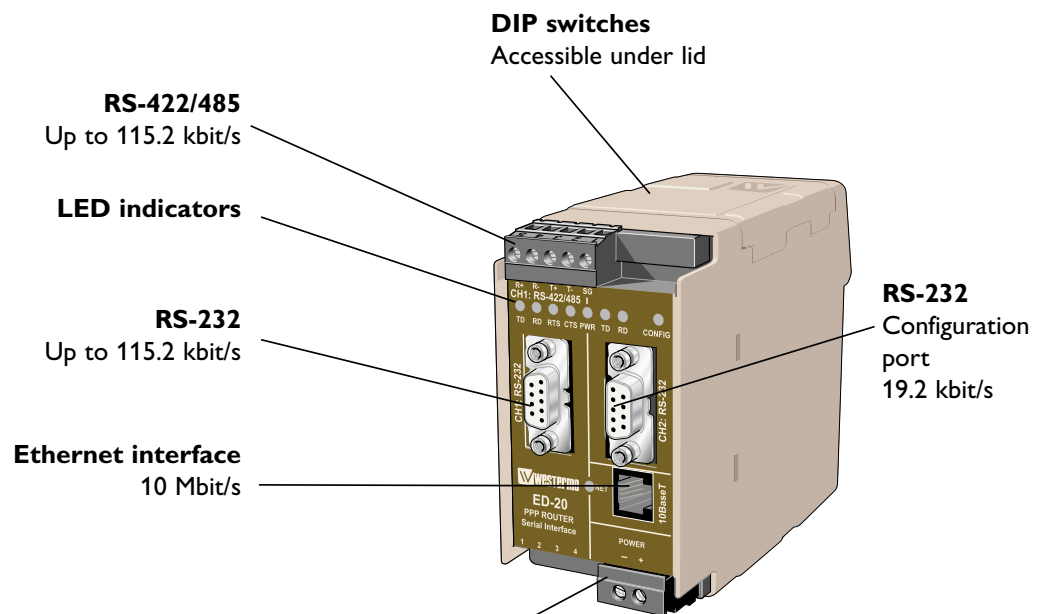 DIP switches
Accessible under lid
RS-422/485
Up to 115.2 kbit/s
LED indicators
RS-232
Up to 115.2 kbit/s
Ethernet interface
10 Mbit/s
RS-232
Configuration
port
19.2 kbit/s
R+ R- T+ T- SG
CH1: RS-422/485
TD RD RTS CTS PWR TD RD CONFIG
CH1: RS-232
CH2: RS-232
Westermo
NET
10BaseT
ED-20
PPP ROUTER
Serial Interface
1 2 3 4
POWER
– +